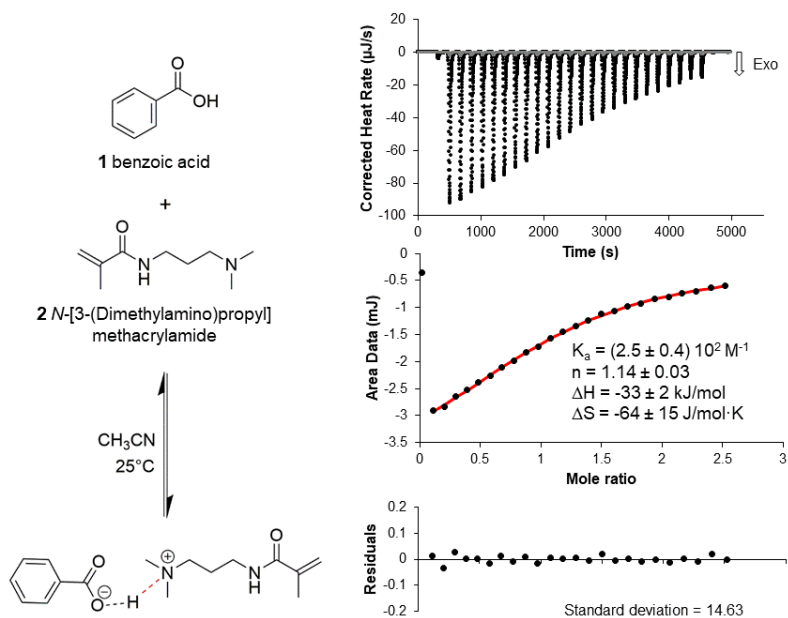 O
OH
1 benzoic acid
+
O
N
H
N
2 N-[3-(Dimethylamino)propyl]
methacrylamide
CH₃CN
25°C
O
O
⊖
H
N
⊕
N
H
O
Corrected Heat Rate (µJ/s)
20
0
-20
-40
-60
-80
-100
0
1000
2000
3000
4000
5000
Time (s)
Exo
Area Data (mJ)
0
-0.5
-1
-1.5
-2
-2.5
-3
-3.5
Kₐ = (2.5 ± 0.4) 10² M⁻¹
n = 1.14 ± 0.03
ΔH = -33 ± 2 kJ/mol
ΔS = -64 ± 15 J/mol·K
0
0.5
1
1.5
2
2.5
3
Mole ratio
Residuals
0.2
0.1
0
-0.1
-0.2
Standard deviation = 14.63